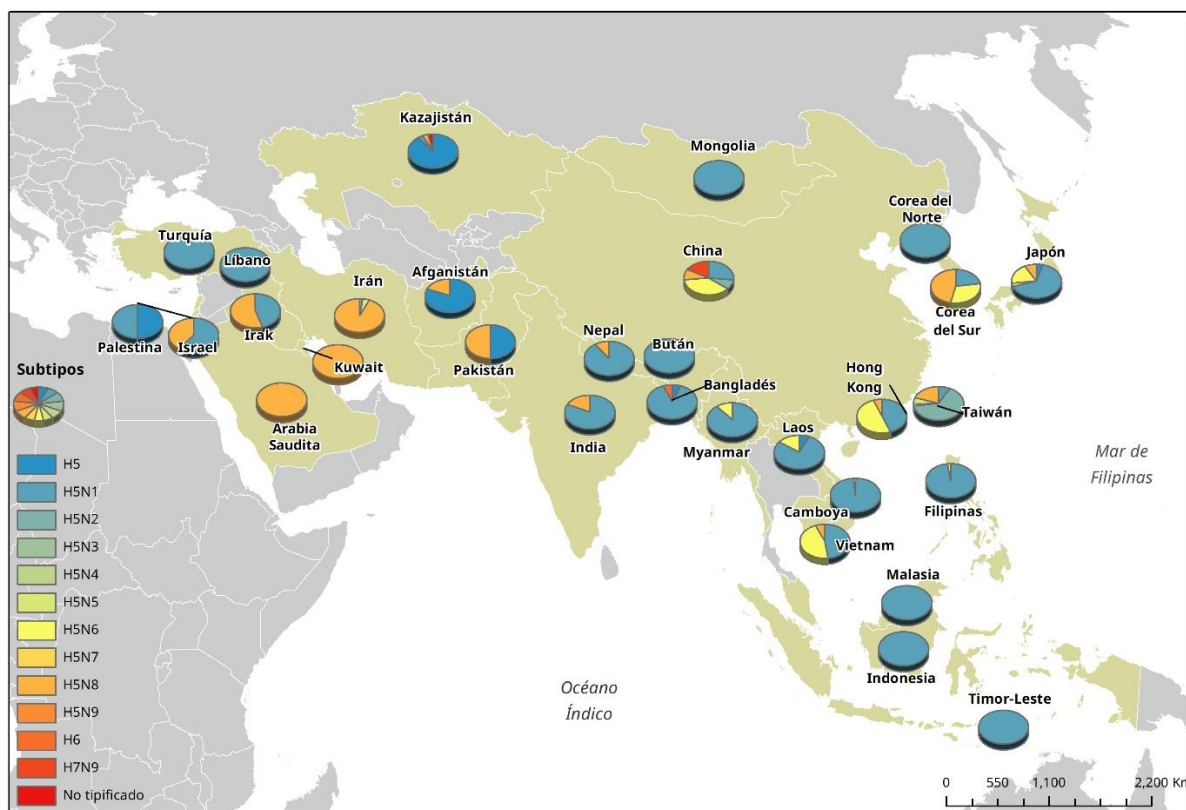 Kazajistán
Mongolia
Corea del
Norte
Turquía
Líbano
China
Japón
Irán
Afganistán
Corea
del Sur
Palestina
Israel
Irak
Nepal
Bután
Hong
Kong
Kuwait
Pakistán
Bangladés
Taiwán
Subtipos
Arabia
Saudita
India
Myanmar
Laos
Mar de
Filipinas
H5
H5N1
H5N2
H5N3
H5N4
H5N5
H5N6
H5N7
H5N8
H5N9
H6
H7N9
No tipificado
Camboya
Filipinas
Vietnam
Malasia
Indonesia
Océano
Índico
Timor-Leste
0 550 1,100 2,200 Km